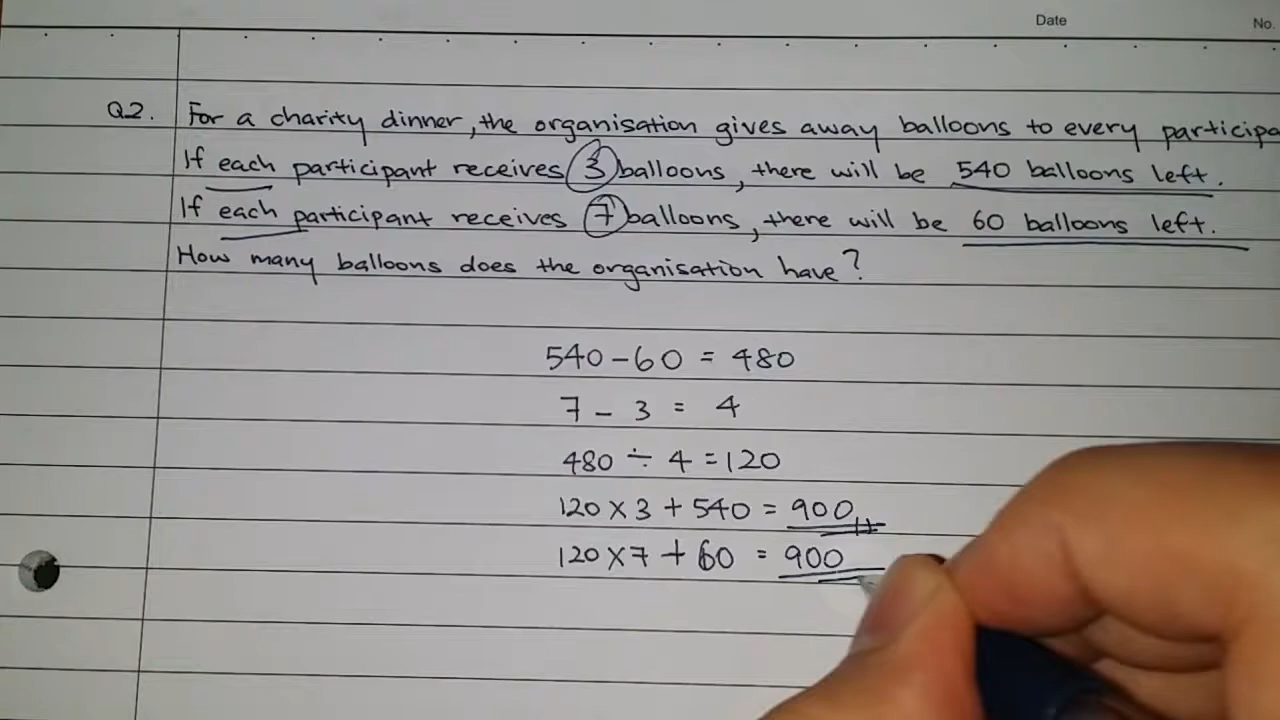 Date No.
Q2. For a charity dinner, the organisation gives away balloons to every
If each participant receives 3 balloons, there will be 540 balloons left.
If each participant receives 7 balloons, there will be 60 balloons left.
How many balloons does the organisation have?
540 - 60 = 480
7 - 3 = 4
480 ÷ 4 = 120
120 × 3 + 540 = 900
120 × 7 + 60 = 900